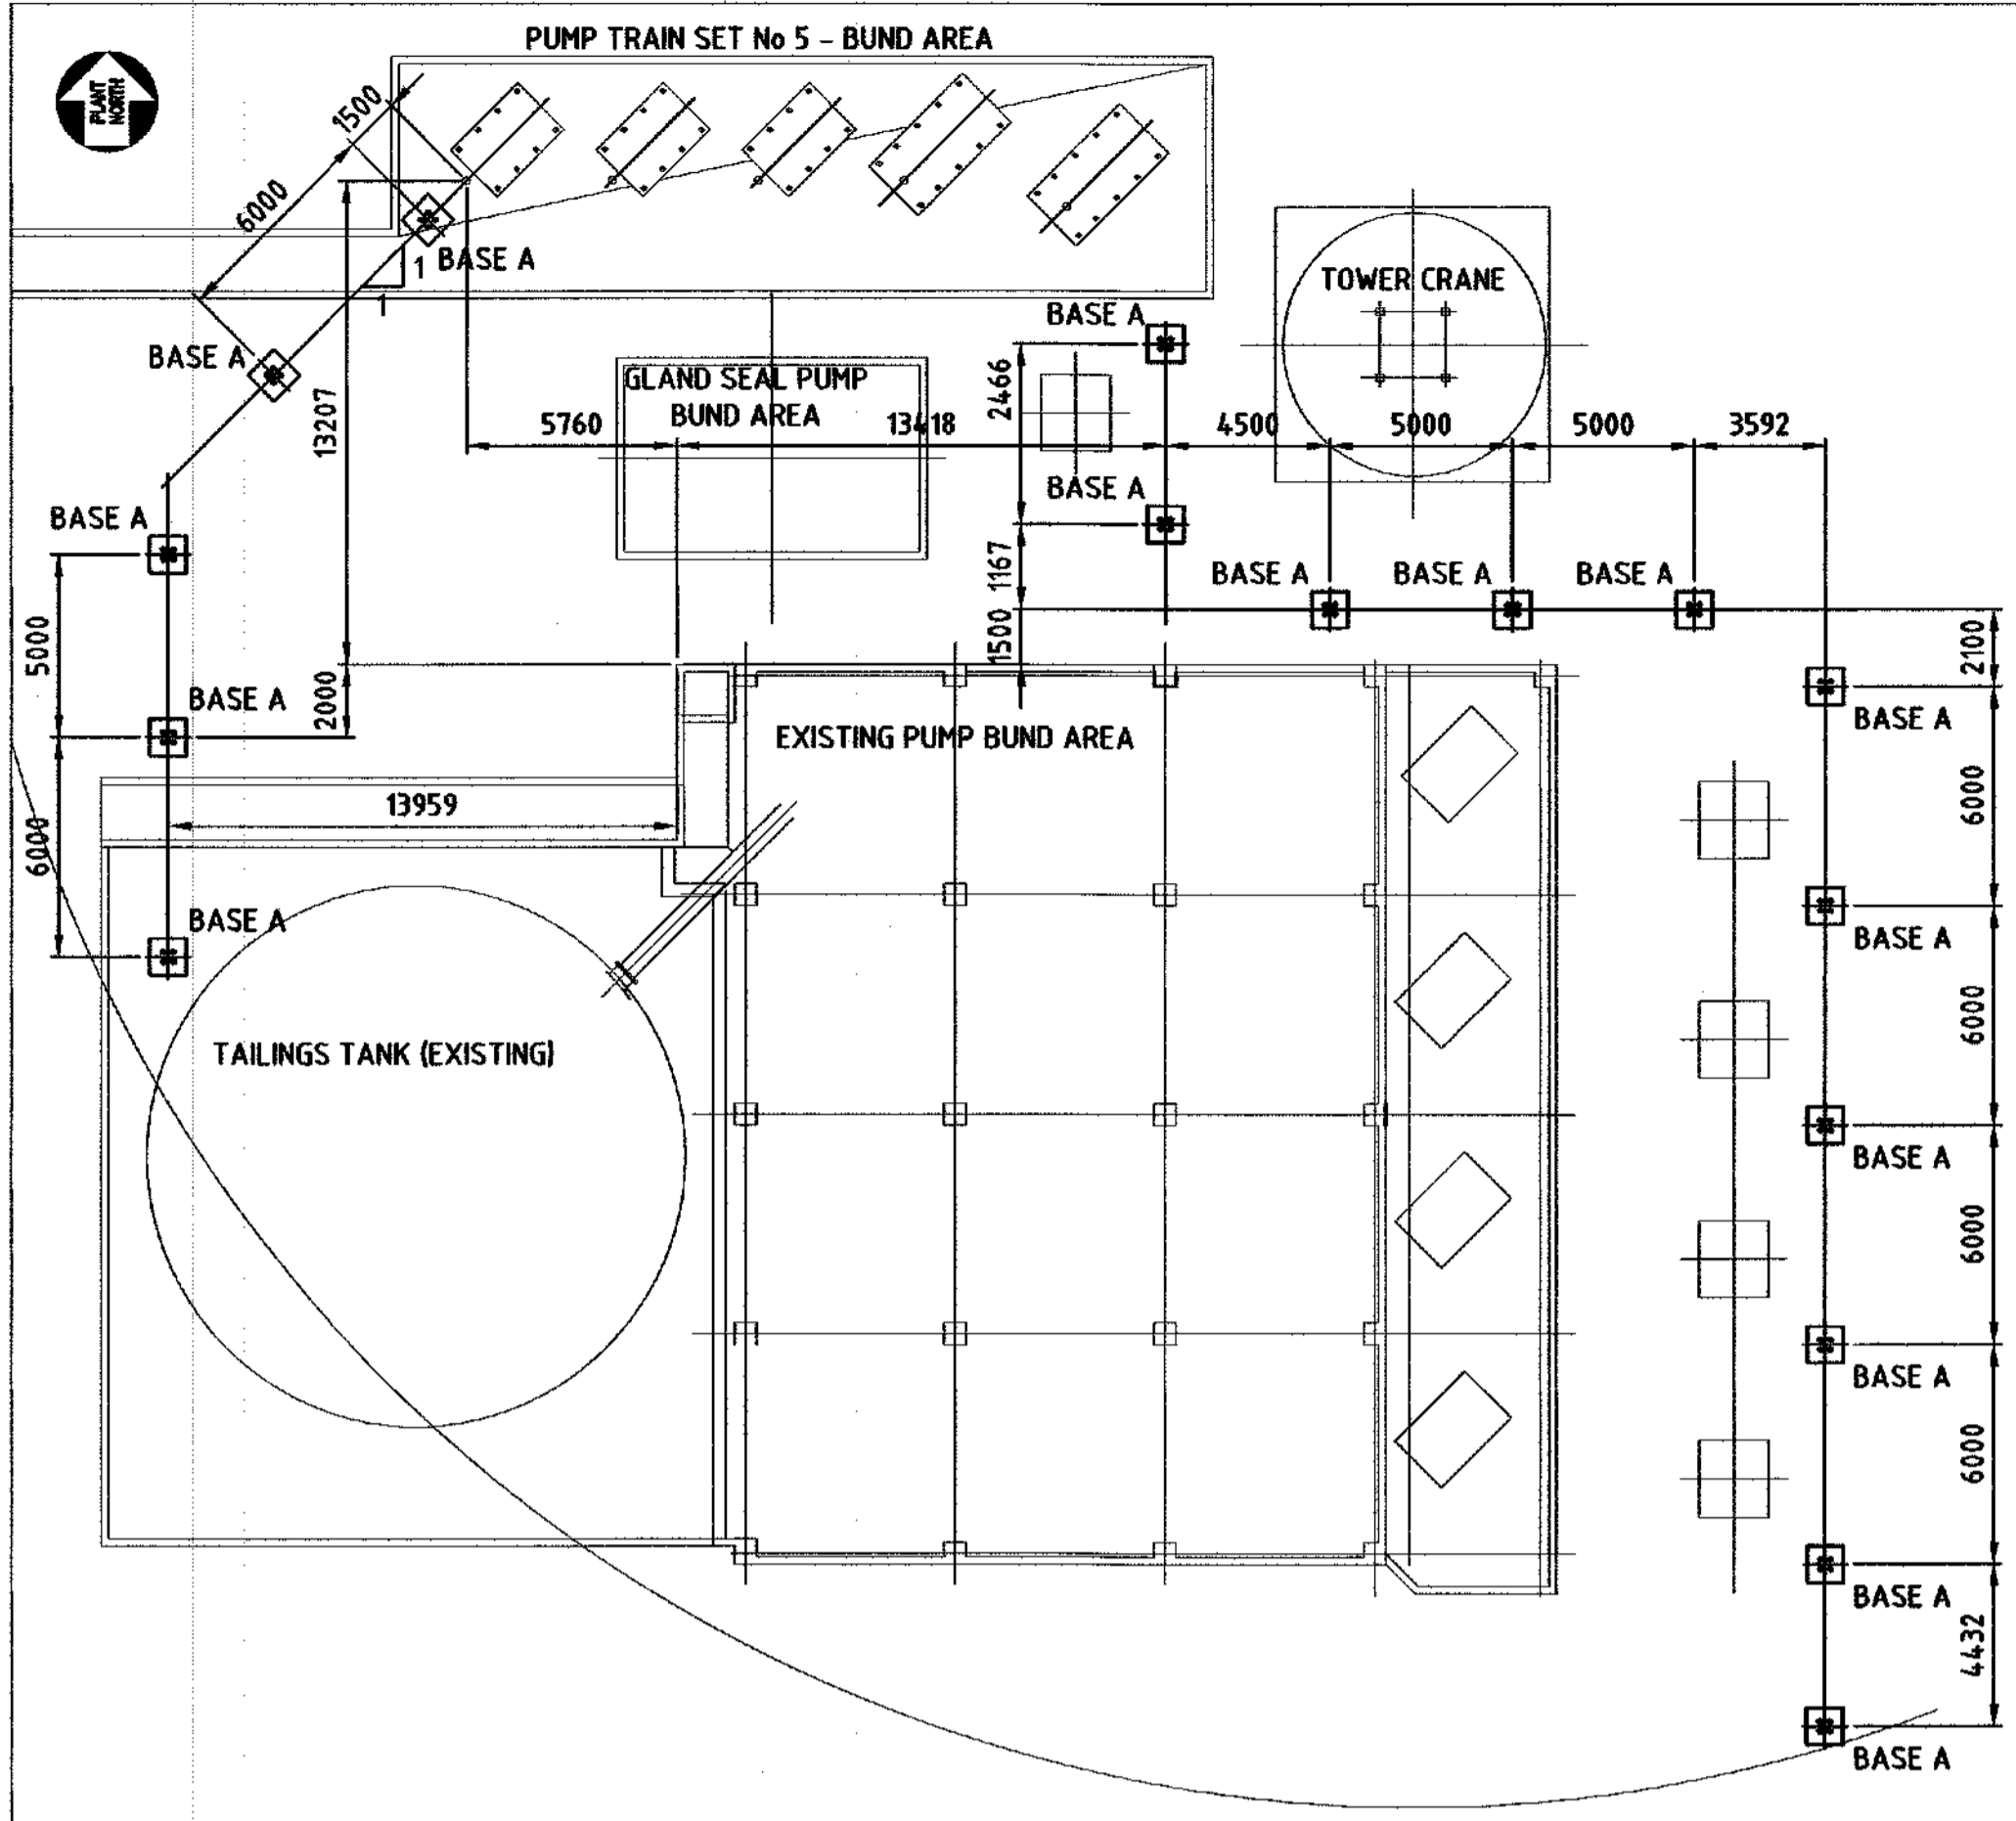 PUMP TRAIN SET No 5 - BUND AREA
PLANT
NORTH
1500
6000
BASE A
1
1
TOWER CRANE
BASE A
BASE A
13207
GLAND SEAL PUMP
BUND AREA
2466
5760
13418
4500
5000
5000
3592
BASE A
BASE A
1167
BASE A
BASE A
BASE A
5000
1500
2100
BASE A
2000
BASE A
EXISTING PUMP BUND AREA
13959
6000
6000
BASE A
BASE A
TAILINGS TANK (EXISTING)
6000
BASE A
6000
BASE A
6000
BASE A
4432
BASE A